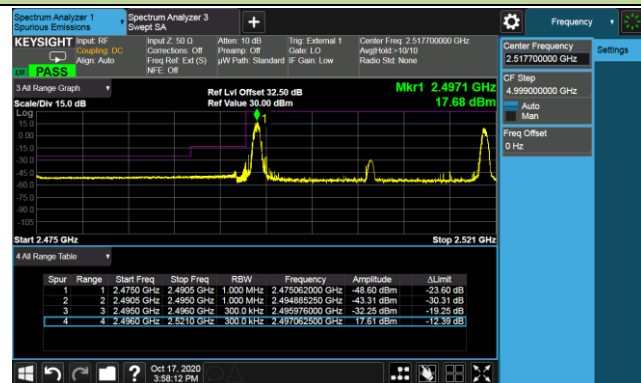 Spectrum Analyzer 1
Spurious Emissions
Spectrum Analyzer 3
Swept SA
Frequency
KEYSIGHT
Input: RF
Coupling: DC
Align: Auto
Input Z: 50 Ω
Corrections: Off
Freq Ref: Ext (S)
NFE: Off
Atten: 10 dB
Preamp: Off
µW Path: Standard
Trig: External 1
Gate: LO
IF Gain: Low
Center Freq: 2.517700000 GHz
Avg|Hold:>10/10
Radio Std: None
PASS
Center Frequency
2.517700000 GHz
Settings
CF Step
4.999000000 GHz
Auto
Man
Freq Offset
0 Hz
3 All Range Graph
Scale/Div 15.0 dB
Ref Lvl Offset 32.50 dB
Ref Value 30.00 dBm
Mkr1 2.4971 GHz
17.68 dBm
Log
15.0
0.00
-15.0
-30.0
-45.0
-60.0
-75.0
-90.0
-105
1
Start 2.475 GHz
Stop 2.521 GHz
4 All Range Table
Spur Range Start Freq Stop Freq RBW Frequency Amplitude ΔLimit
1 1 2.4750 GHz 2.4905 GHz 1.000 MHz 2.475062000 GHz -48.60 dBm -23.60 dB
2 2 2.4905 GHz 2.4950 GHz 1.000 MHz 2.494885250 GHz -43.31 dBm -30.31 dB
3 3 2.4950 GHz 2.4960 GHz 300.0 kHz 2.495976000 GHz -32.25 dBm -19.25 dB
4 4 2.4960 GHz 2.5210 GHz 300.0 kHz 2.497062500 GHz 17.61 dBm -12.39 dB
Oct 17, 2020
3:58:12 PM